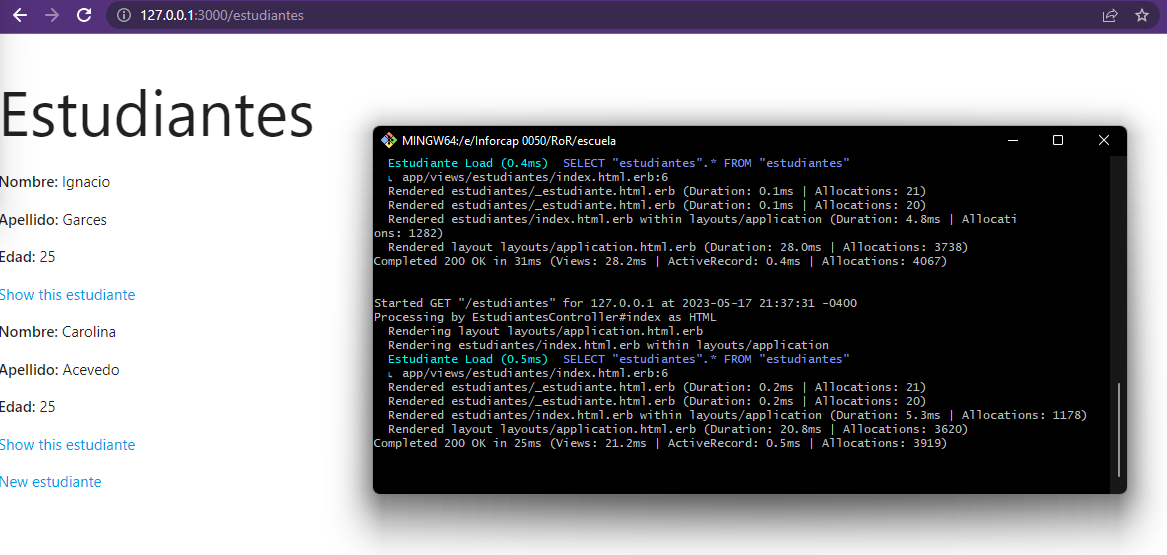 127.0.0.1:3000/estudiantes
Estudiantes
Nombre: Ignacio
Apellido: Garces
Edad: 25
Show this estudiante
Nombre: Carolina
Apellido: Acevedo
Edad: 25
Show this estudiante
New estudiante
MINGW64:/e/Inforcap 0050/RoR/escuela
Estudiante Load (0.4ms)  SELECT "estudiantes".* FROM "estudiantes"
↳ app/views/estudiantes/index.html.erb:6
Rendered estudiantes/_estudiante.html.erb (Duration: 0.1ms | Allocations: 21)
Rendered estudiantes/_estudiante.html.erb (Duration: 0.1ms | Allocations: 20)
Rendered estudiantes/index.html.erb within layouts/application (Duration: 4.8ms | Allocati
ons: 1282)
Rendered layout layouts/application.html.erb (Duration: 28.0ms | Allocations: 3738)
Completed 200 OK in 31ms (Views: 28.2ms | ActiveRecord: 0.4ms | Allocations: 4067)
Started GET "/estudiantes" for 127.0.0.1 at 2023-05-17 21:37:31 -0400
Processing by EstudiantesController#index as HTML
Rendering layout layouts/application.html.erb
Rendering estudiantes/index.html.erb within layouts/application
Estudiante Load (0.5ms)  SELECT "estudiantes".* FROM "estudiantes"
↳ app/views/estudiantes/index.html.erb:6
Rendered estudiantes/_estudiante.html.erb (Duration: 0.2ms | Allocations: 21)
Rendered estudiantes/_estudiante.html.erb (Duration: 0.2ms | Allocations: 20)
Rendered estudiantes/index.html.erb within layouts/application (Duration: 5.3ms | Allocations: 1178)
Rendered layout layouts/application.html.erb (Duration: 20.8ms | Allocations: 3620)
Completed 200 OK in 25ms (Views: 21.2ms | ActiveRecord: 0.5ms | Allocations: 3919)